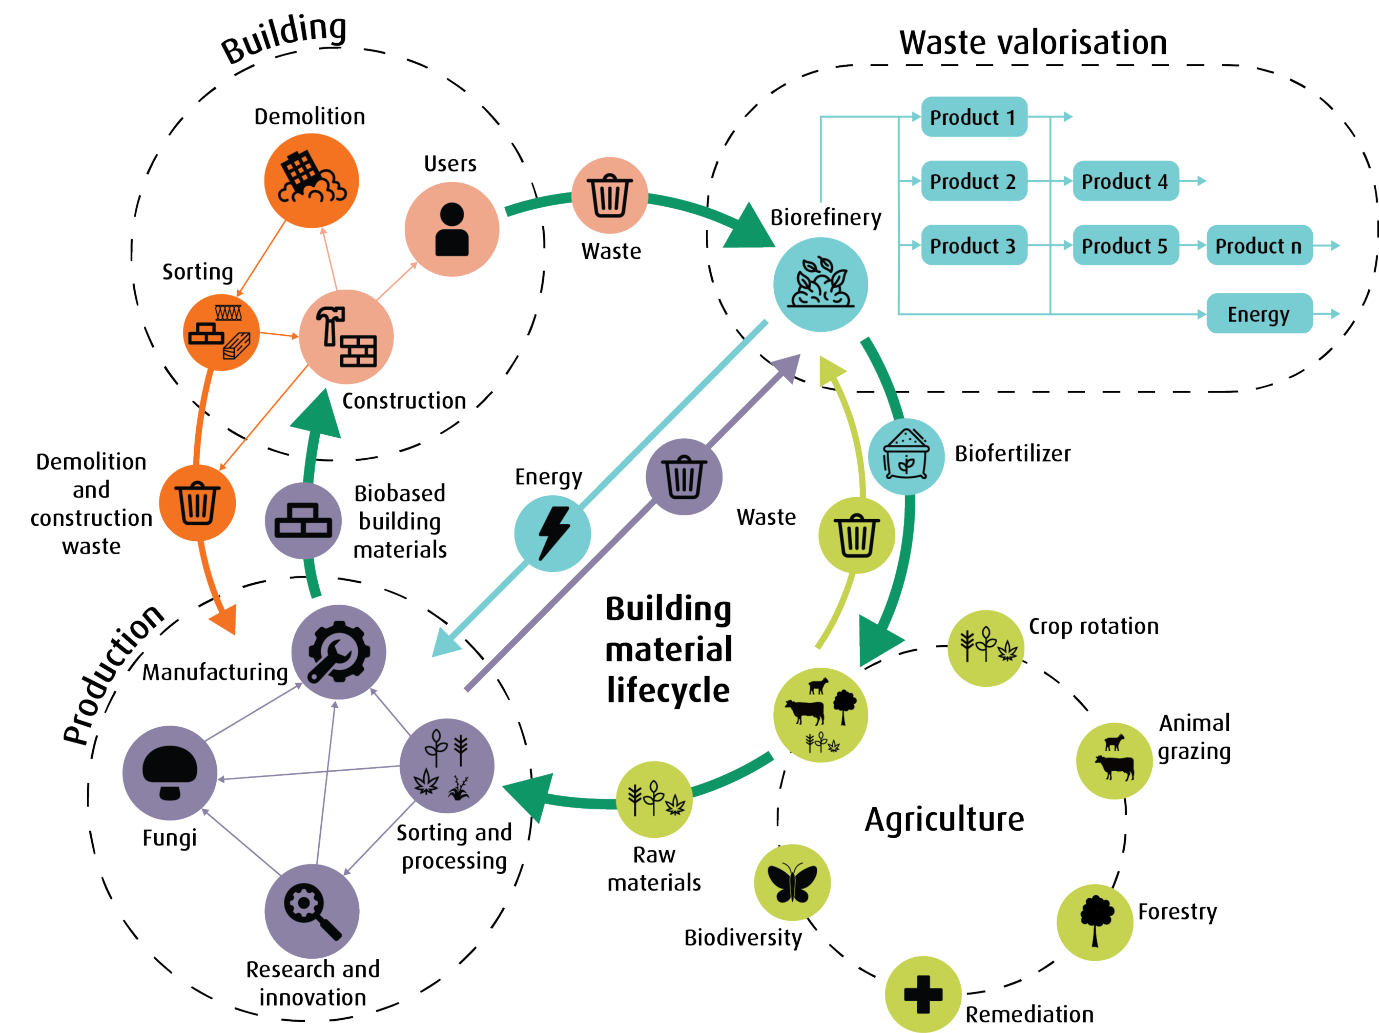 Building
Demolition
Users
Sorting
Construction
Waste
Waste valorisation
Biorefinery
Product 1
Product 2
Product 4
Product 3
Product 5
Product n
Energy
Demolition
and
construction
waste
Biobased
building
materials
Energy
Waste
Biofertilizer
Building
material
lifecycle
Production
Manufacturing
Fungi
Sorting and
processing
Research and
innovation
Raw
materials
Agriculture
Crop rotation
Animal
grazing
Forestry
Remediation
Biodiversity